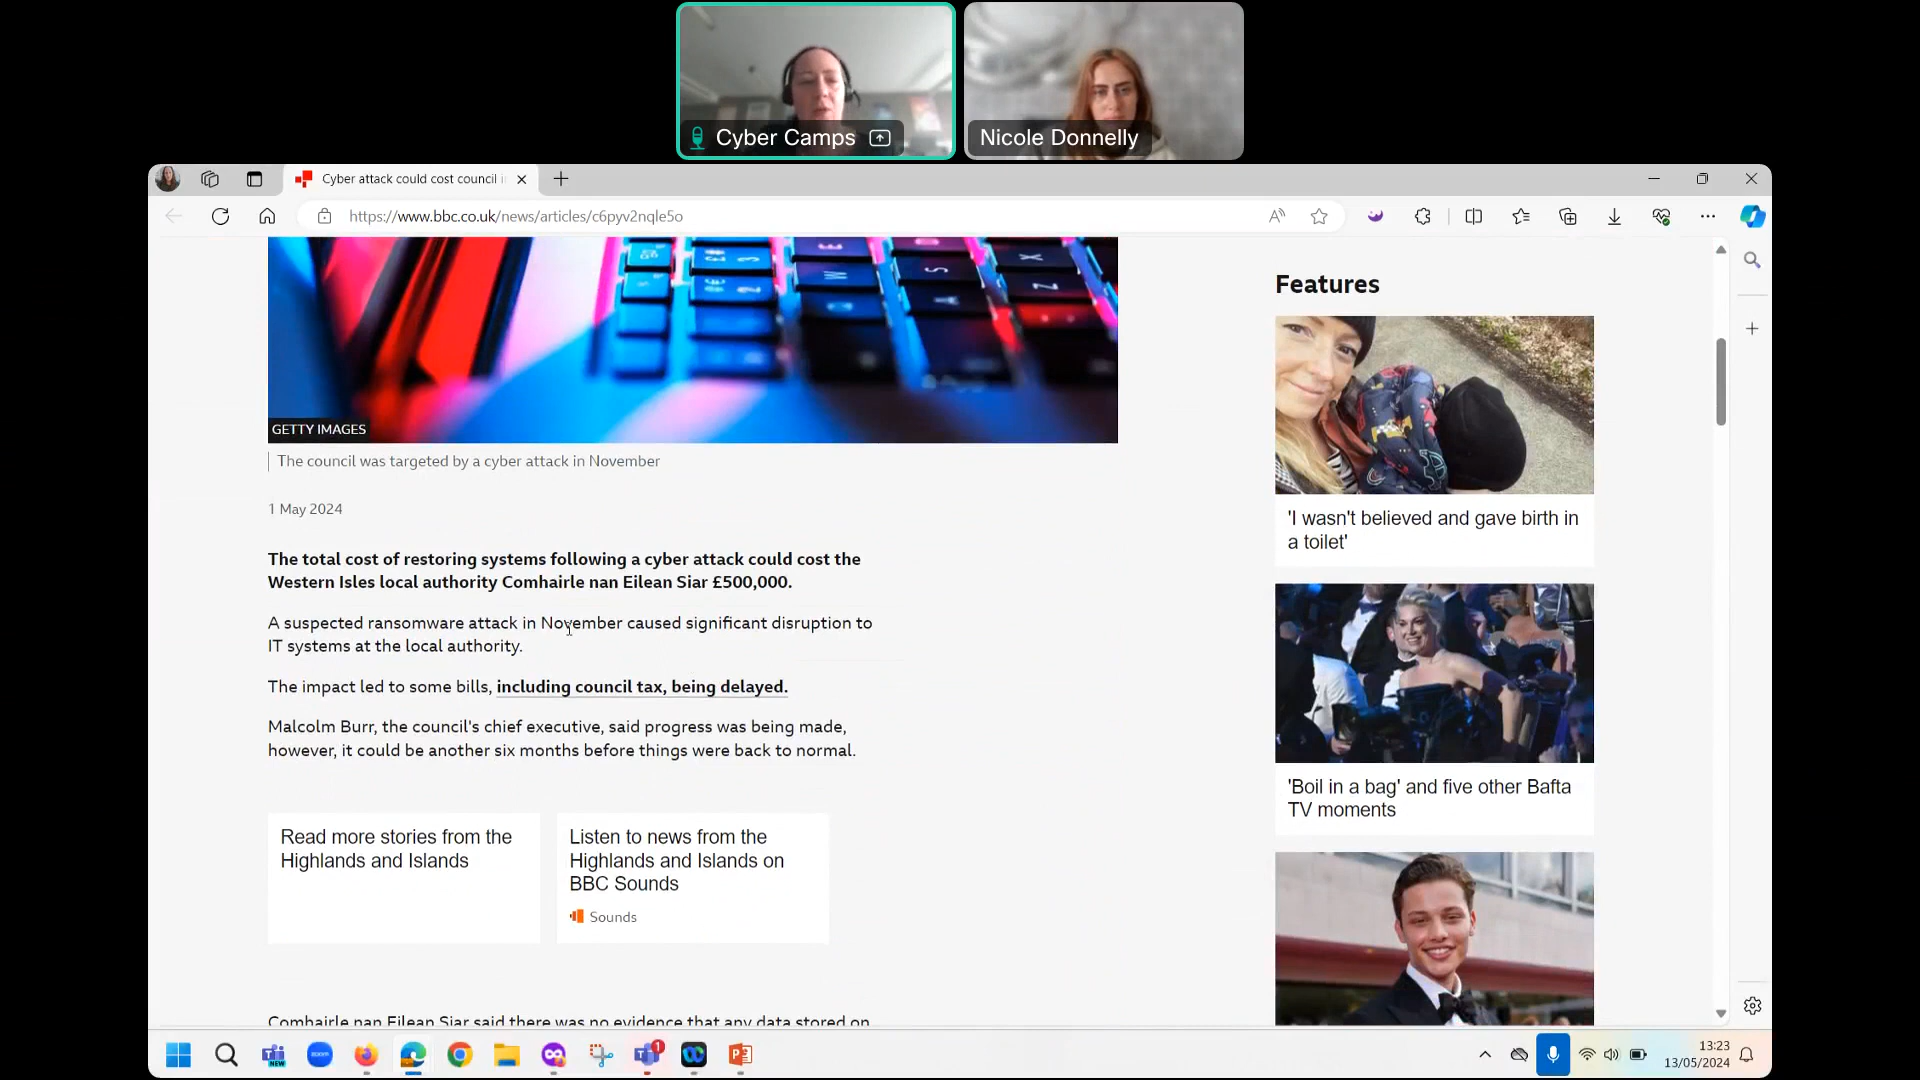 Cyber Camps
Nicole Donnelly
Cyber attack could cost council i
https://www.bbc.co.uk/news/articles/c6pyv2nqle5o
GETTY IMAGES
The council was targeted by a cyber attack in November
1 May 2024
The total cost of restoring systems following a cyber attack could cost the
Western Isles local authority Comhairle nan Eilean Siar £500,000.
A suspected ransomware attack in November caused significant disruption to
IT systems at the local authority.
The impact led to some bills, including council tax, being delayed.
Malcolm Burr, the council's chief executive, said progress was being made,
however, it could be another six months before things were back to normal.
Read more stories from the
Highlands and Islands
Listen to news from the
Highlands and Islands on
BBC Sounds
Sounds
Comhairle nan Eilean Siar said there was no evidence that any data stored on
Features
'I wasn't believed and gave birth in
a toilet'
'Boil in a bag' and five other Bafta
TV moments
NEW
zoom
1
13:23
13/05/2024